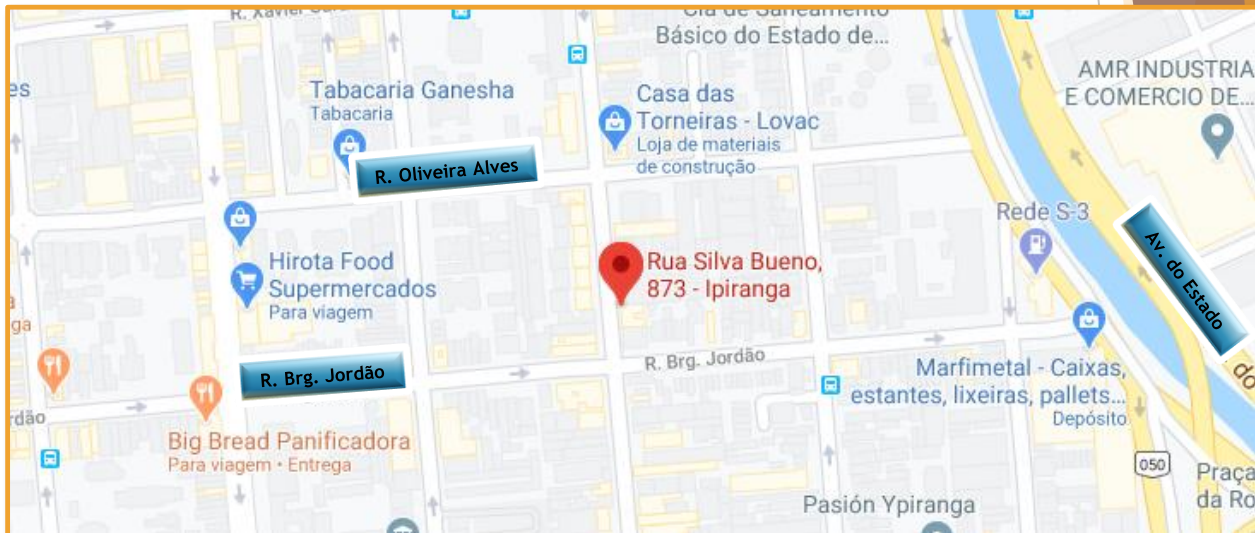 R. Xavier
Cia de Saneamento
Básico do Estado de...
AMR INDUSTRIA
E COMERCIO DE...
Tabacaria Ganesha
Tabacaria
Casa das
Torneiras - Lovac
Loja de materiais
de construção
R. Oliveira Alves
es
Rede S-3
Av. do Estado
Hirota Food
Supermercados
Para viagem
Rua Silva Bueno,
873 - Ipiranga
a
ga
R. Brg. Jordão
R. Brg. Jordão
Marfimetal - Caixas,
estantes, lixeiras, pallets...
Depósito
do
rdão
Big Bread Panificadora
Para viagem • Entrega
050
Praça
da Ro
Pasión Ypiranga